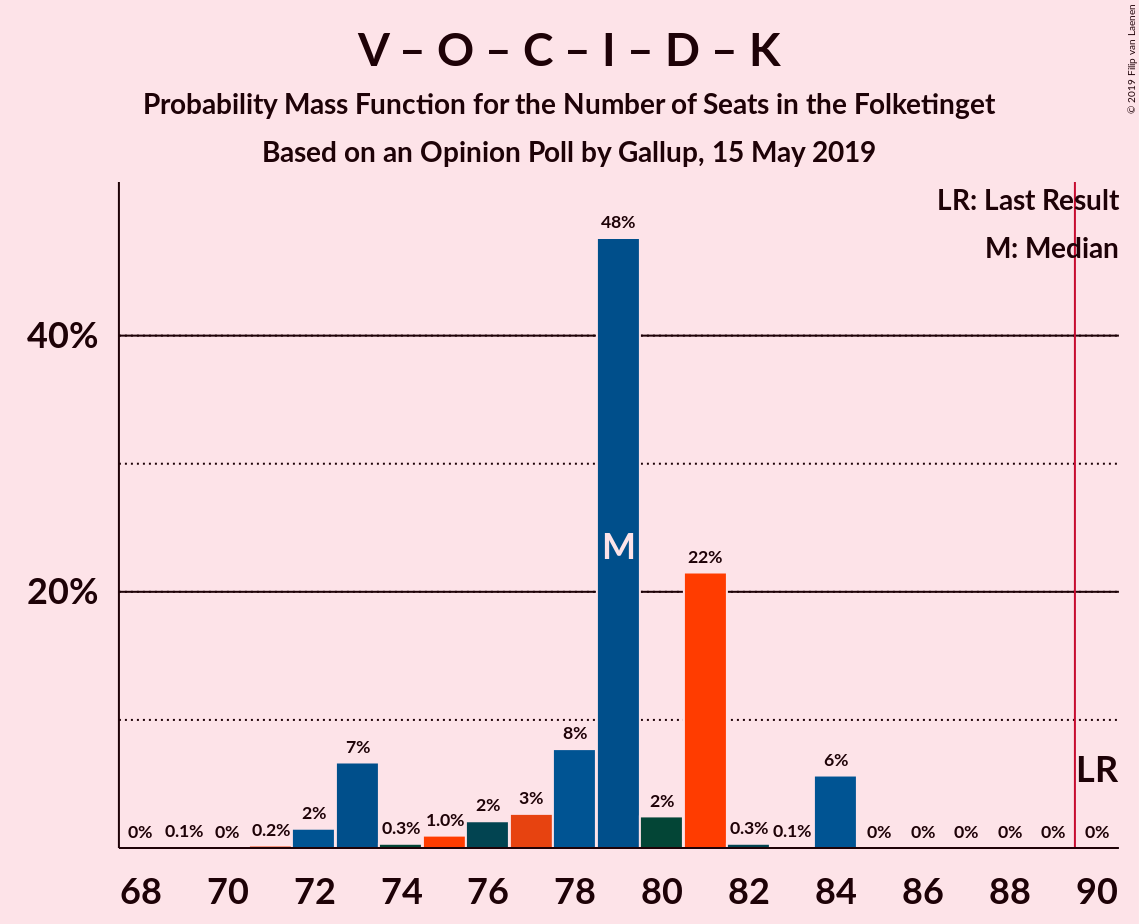 V – O – C – I – D – K
Probability Mass Function for the Number of Seats in the Folketinget
Based on an Opinion Poll by Gallup, 15 May 2019
© 2019 Filip van Laenen
LR: Last Result
M: Median
40%
20%
0% 0.1% 0% 0.2% 2% 7% 0.3% 1.0% 2% 3% 8% 48% 2% 22% 0.3% 0.1% 6% 0% 0% 0% 0% 0% 0%
M
LR
68 70 72 74 76 78 80 82 84 86 88 90